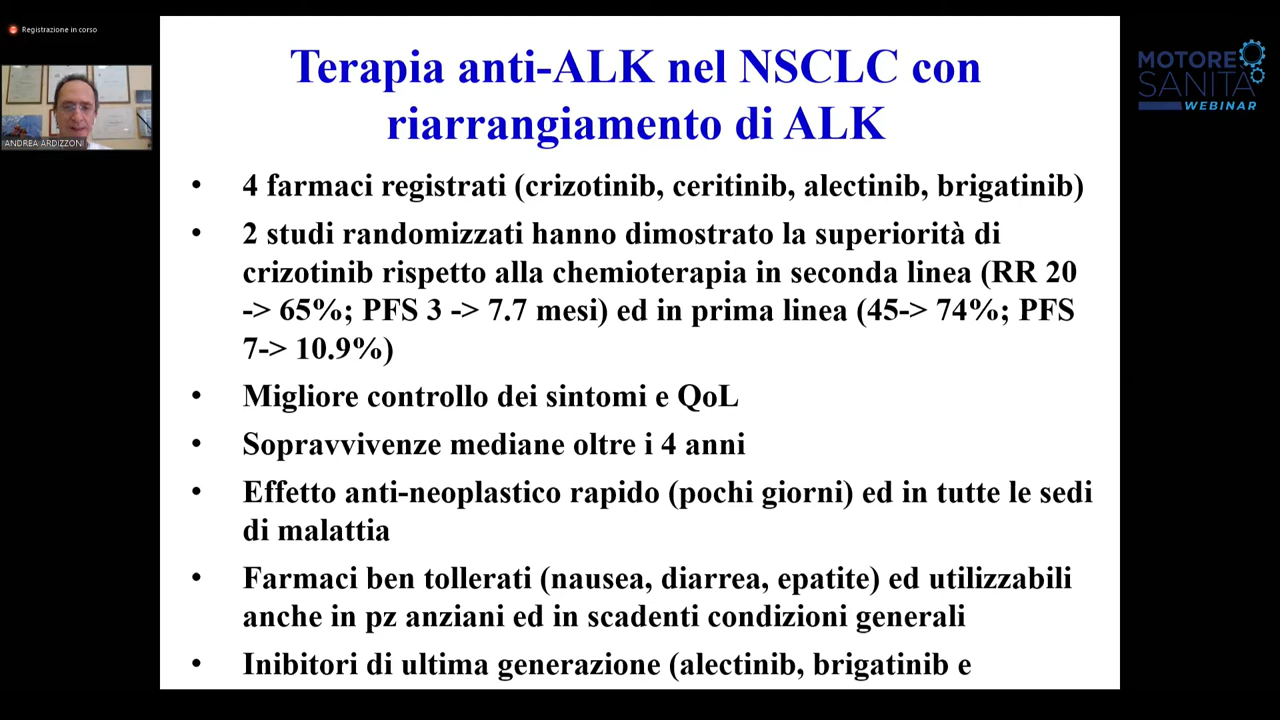 Registrazione in corso
ANDREA ARDIZZONI
MOTORE
SANITÀ
WEBINAR
Terapia anti-ALK nel NSCLC con
riarrangiamento di ALK
• 4 farmaci registrati (crizotinib, ceritinib, alectinib, brigatinib)
• 2 studi randomizzati hanno dimostrato la superiorità di
crizotinib rispetto alla chemioterapia in seconda linea (RR 20
-> 65%; PFS 3 -> 7.7 mesi) ed in prima linea (45-> 74%; PFS
7-> 10.9%)
• Migliore controllo dei sintomi e QoL
• Sopravvivenze mediane oltre i 4 anni
• Effetto anti-neoplastico rapido (pochi giorni) ed in tutte le sedi
di malattia
• Farmaci ben tollerati (nausea, diarrea, epatite) ed utilizzabili
anche in pz anziani ed in scadenti condizioni generali
• Inibitori di ultima generazione (alectinib, brigatinib e